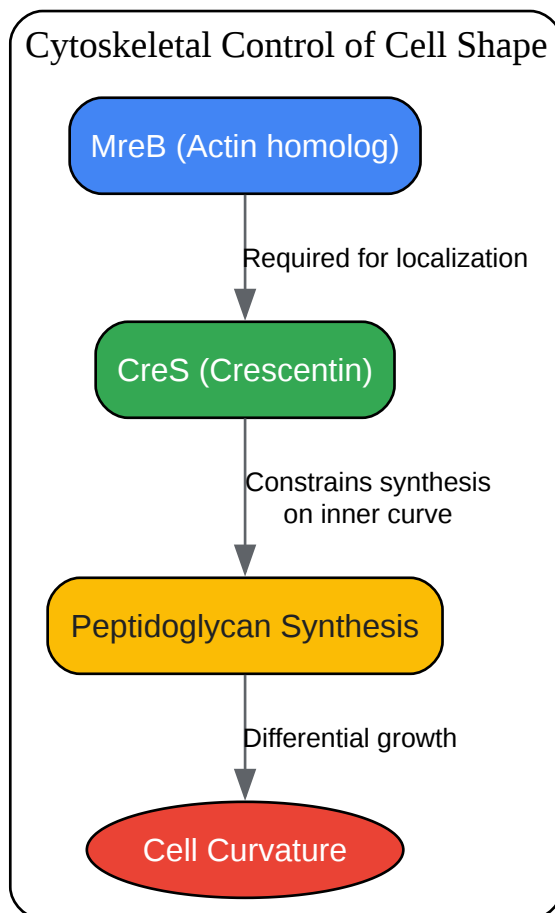 Cytoskeletal Control of Cell Shape
MreB (Actin homolog)
Required for localization
CreS (Crescentin)
Constrains synthesis
on inner curve
Peptidoglycan Synthesis
Differential growth
Cell Curvature